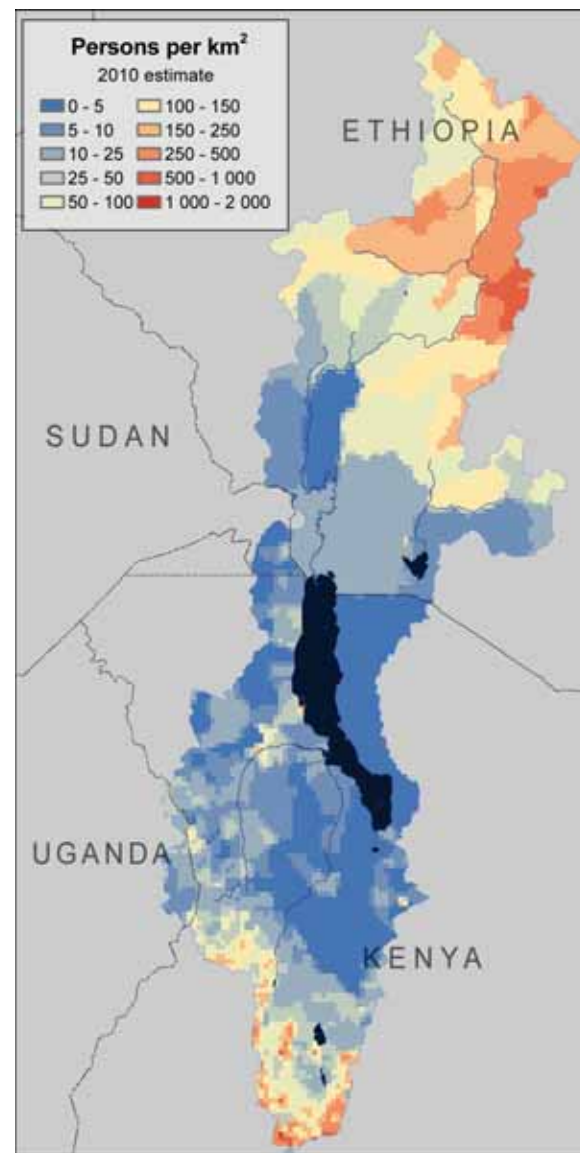 Persons per km²
2010 estimate
0 - 5
5 - 10
10 - 25
25 - 50
50 - 100
100 - 150
150 - 250
250 - 500
500 - 1 000
1 000 - 2 000
ETHIOPIA
SUDAN
UGANDA
KENYA